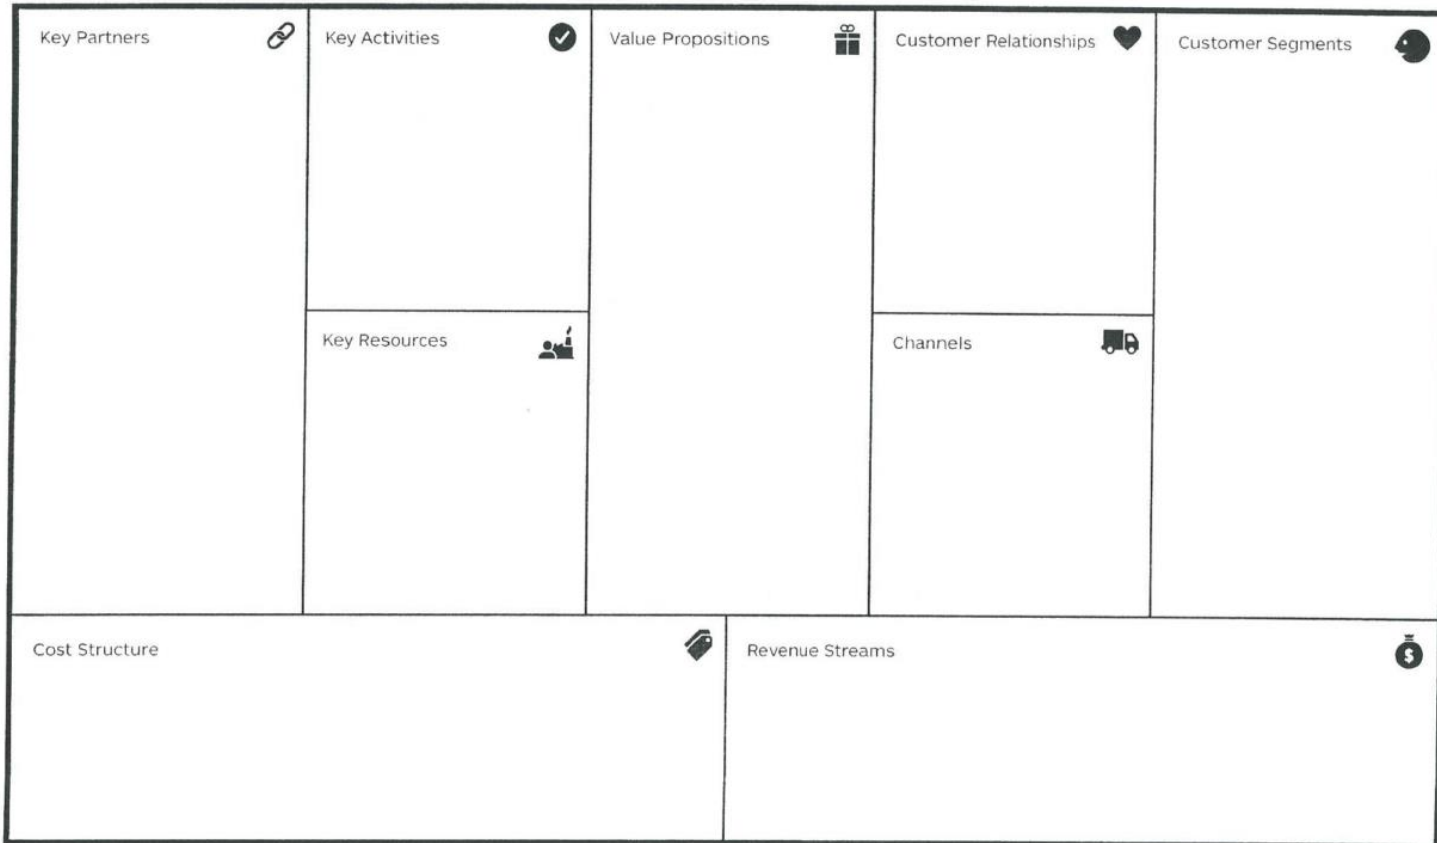 Key Partners
Key Activities
Value Propositions
Customer Relationships
Customer Segments
Key Resources
Channels
Cost Structure
Revenue Streams
$